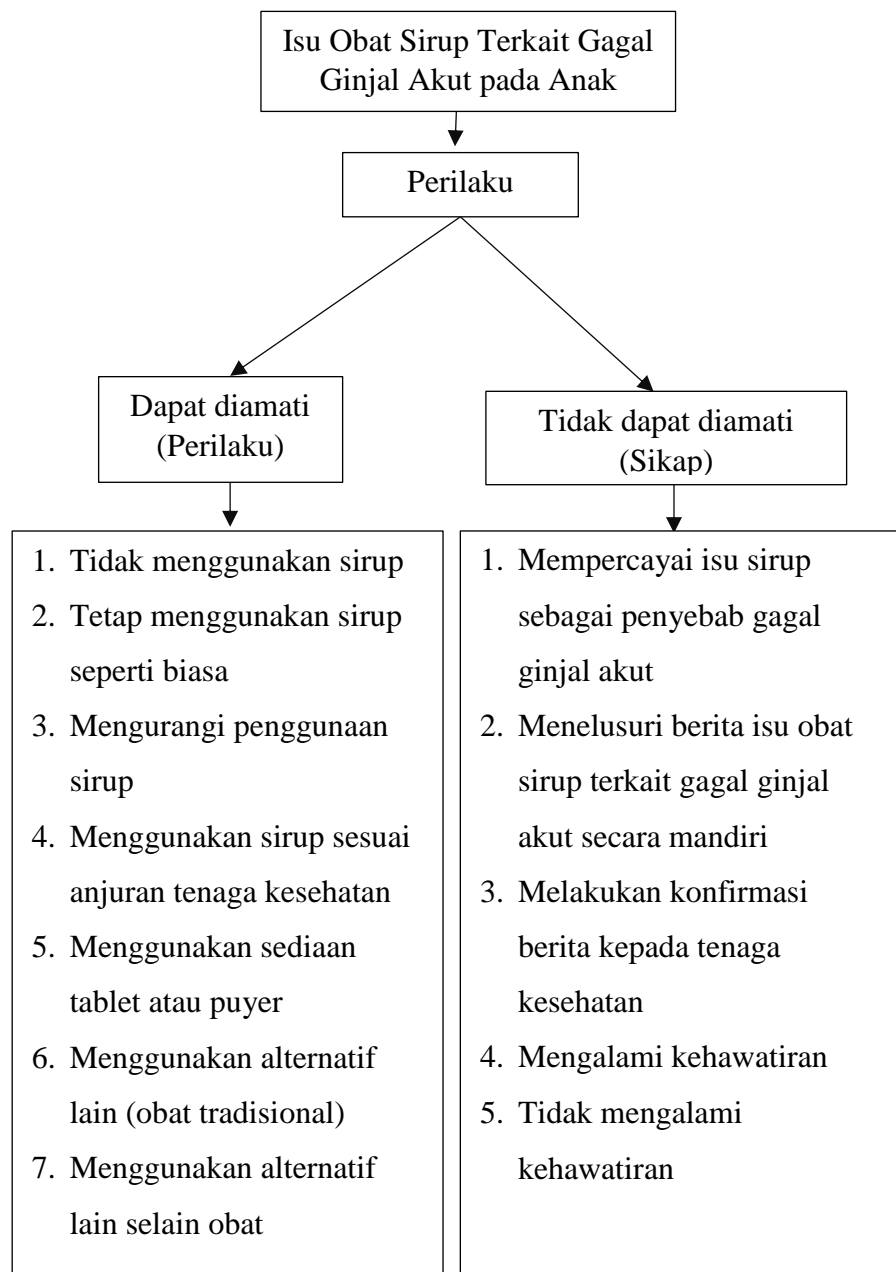 Isu Obat Sirup Terkait Gagal
Ginjal Akut pada Anak
Perilaku
Dapat diamati
(Perilaku)
Tidak dapat diamati
(Sikap)
1. Tidak menggunakan sirup
2. Tetap menggunakan sirup
seperti biasa
3. Mengurangi penggunaan
sirup
4. Menggunakan sirup sesuai
anjuran tenaga kesehatan
5. Menggunakan sediaan
tablet atau puyer
6. Menggunakan alternatif
lain (obat tradisional)
7. Menggunakan alternatif
lain selain obat
1. Mempercayai isu sirup
sebagai penyebab gagal
ginjal akut
2. Menelusuri berita isu obat
sirup terkait gagal ginjal
akut secara mandiri
3. Melakukan konfirmasi
berita kepada tenaga
kesehatan
4. Mengalami kehawatiran
5. Tidak mengalami
kehawatiran